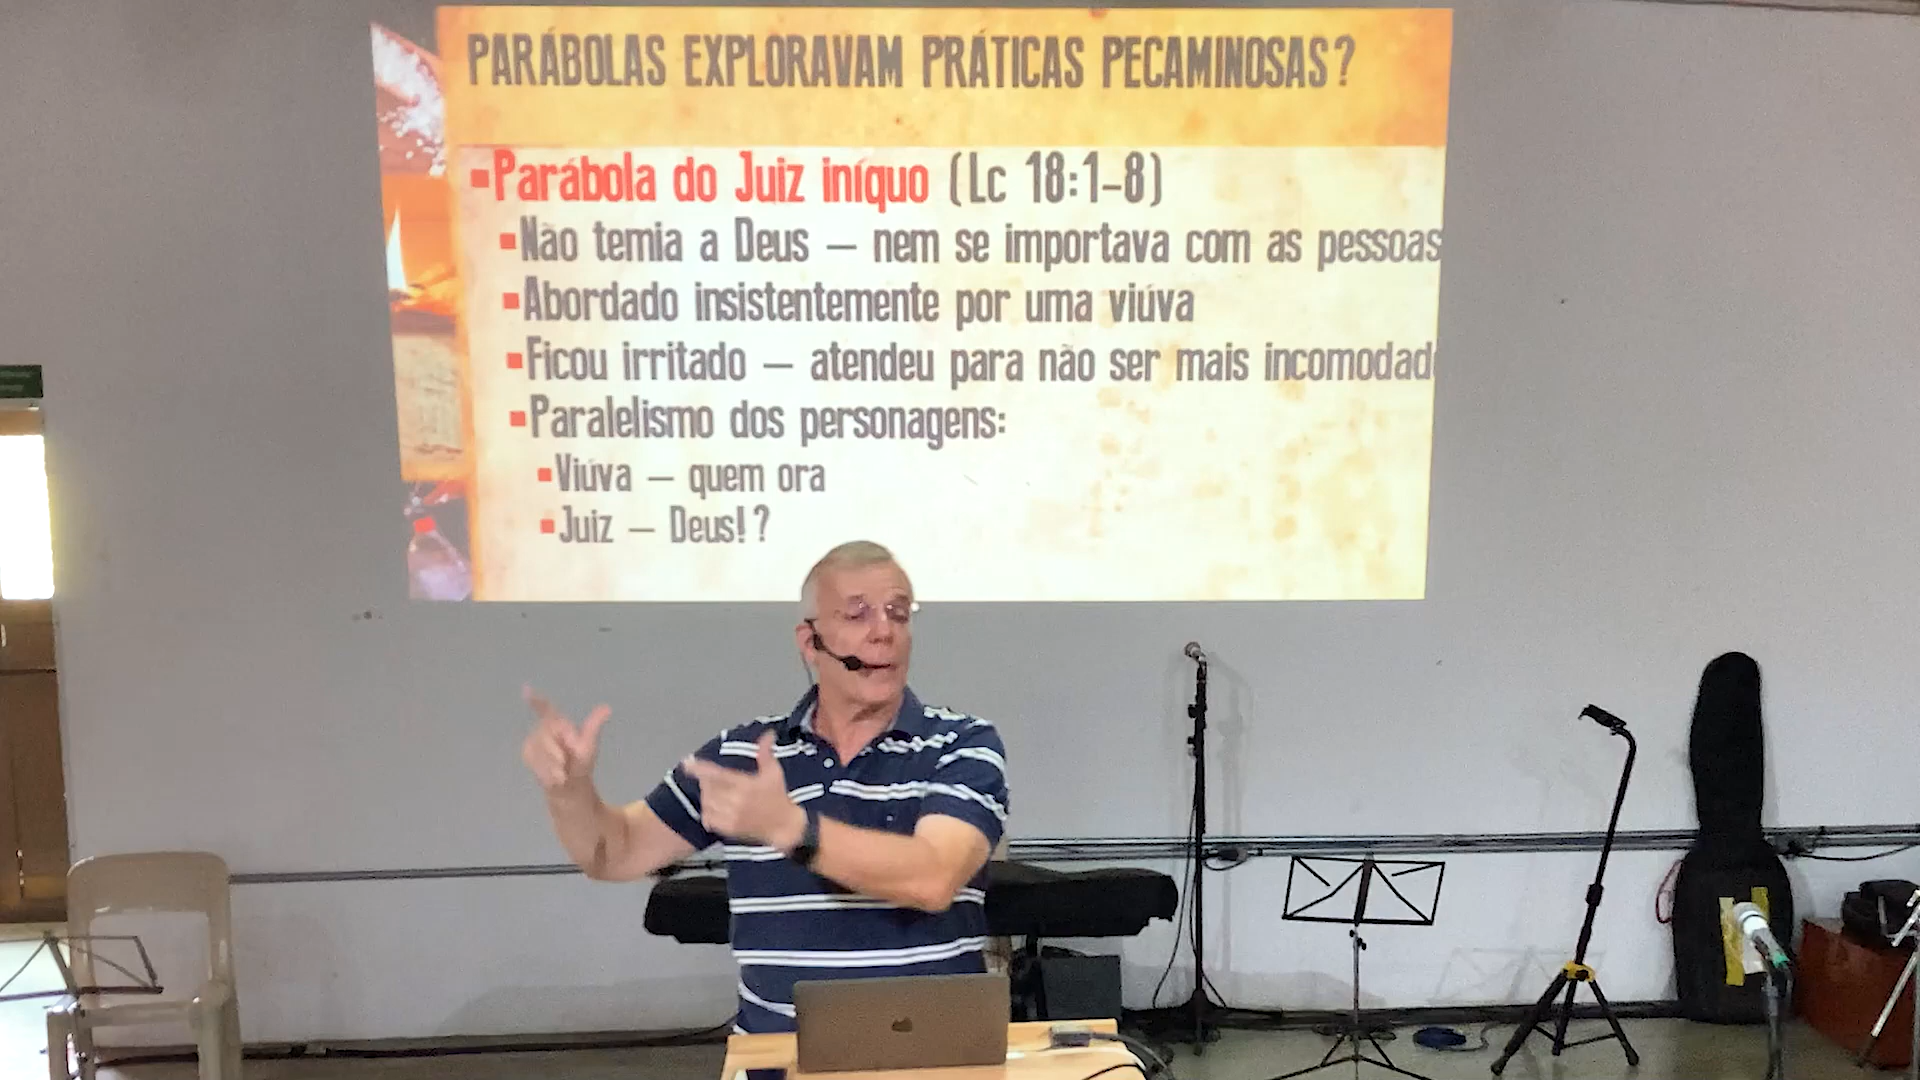 PARÁBOLAS EXPLORAVAM PRÁTICAS PECAMINOSAS?
▪Parábola do Juiz iníquo (Lc 18:1-8)
▪Não temia a Deus – nem se importava com as pessoas
▪Abordado insistentemente por uma viúva
▪Ficou irritado – atendeu para não ser mais incomodad
▪Paralelismo dos personagens:
▪Viúva – quem ora
▪Juiz – Deus!?